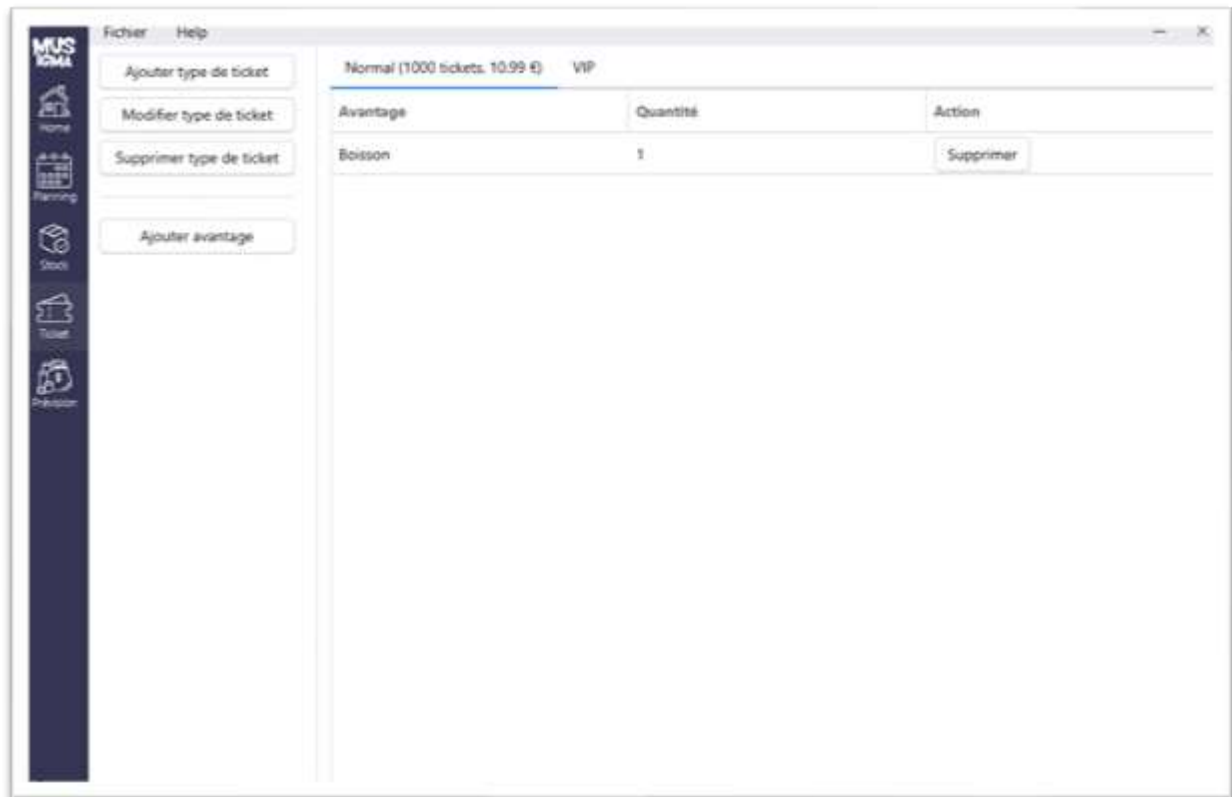 Fichier Help
MUS
IGMA
Home
Planning
Stock
Ticket
Prévision
Ajouter type de ticket
Modifier type de ticket
Supprimer type de ticket
Ajouter avantage
Normal (1000 tickets, 10.99 €) VIP
Avantage Quantité Action
Boisson 1 Supprimer